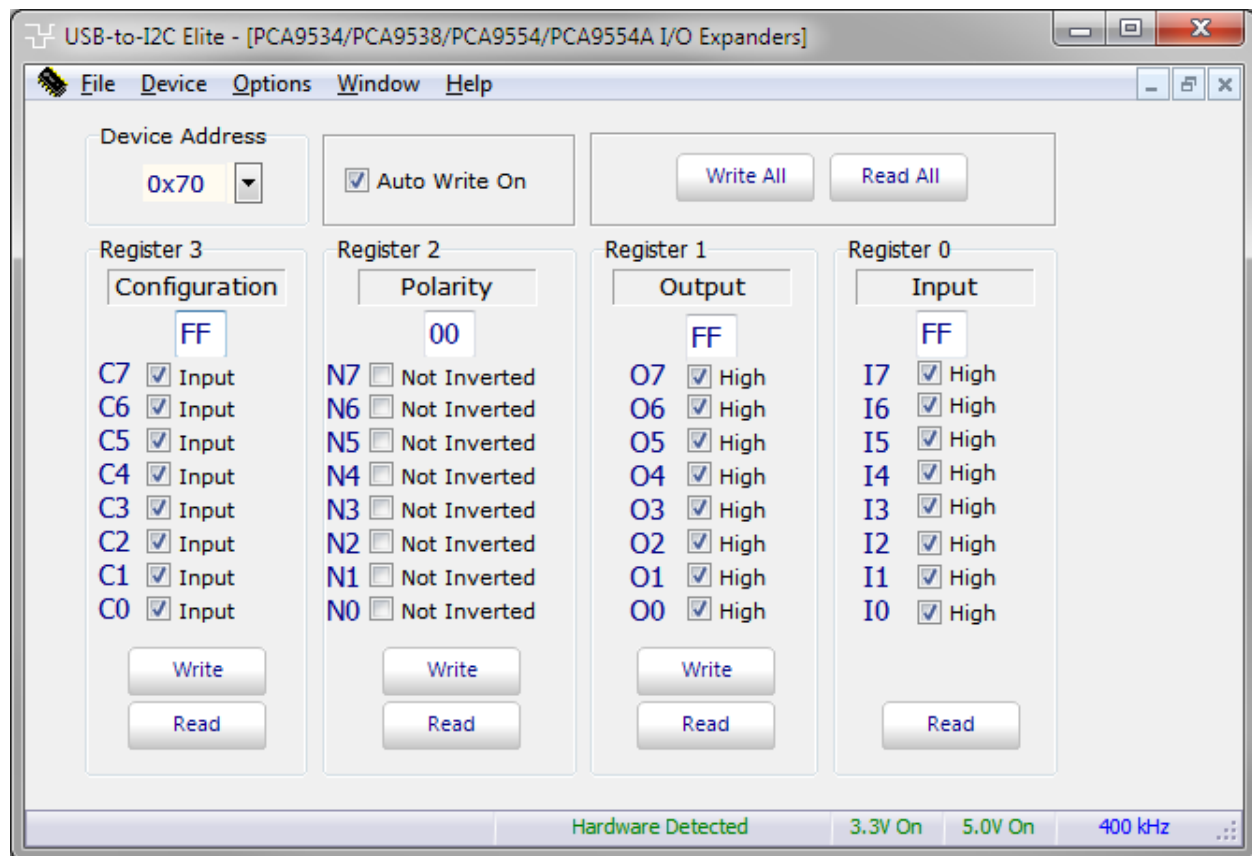 USB-to-I2C Elite - [PCA9534/PCA9538/PCA9554/PCA9554A I/O Expanders]
File Device Options Window Help
Device Address
0x70
Auto Write On
Write All Read All
Register 3 Register 2 Register 1 Register 0
Configuration Polarity Output Input
FF 00 FF FF
C7 Input N7 Not Inverted O7 High I7 High
C6 Input N6 Not Inverted O6 High I6 High
C5 Input N5 Not Inverted O5 High I5 High
C4 Input N4 Not Inverted O4 High I4 High
C3 Input N3 Not Inverted O3 High I3 High
C2 Input N2 Not Inverted O2 High I2 High
C1 Input N1 Not Inverted O1 High I1 High
C0 Input N0 Not Inverted O0 High I0 High
Write Write Write
Read Read Read Read
Hardware Detected 3.3V On 5.0V On 400 kHz